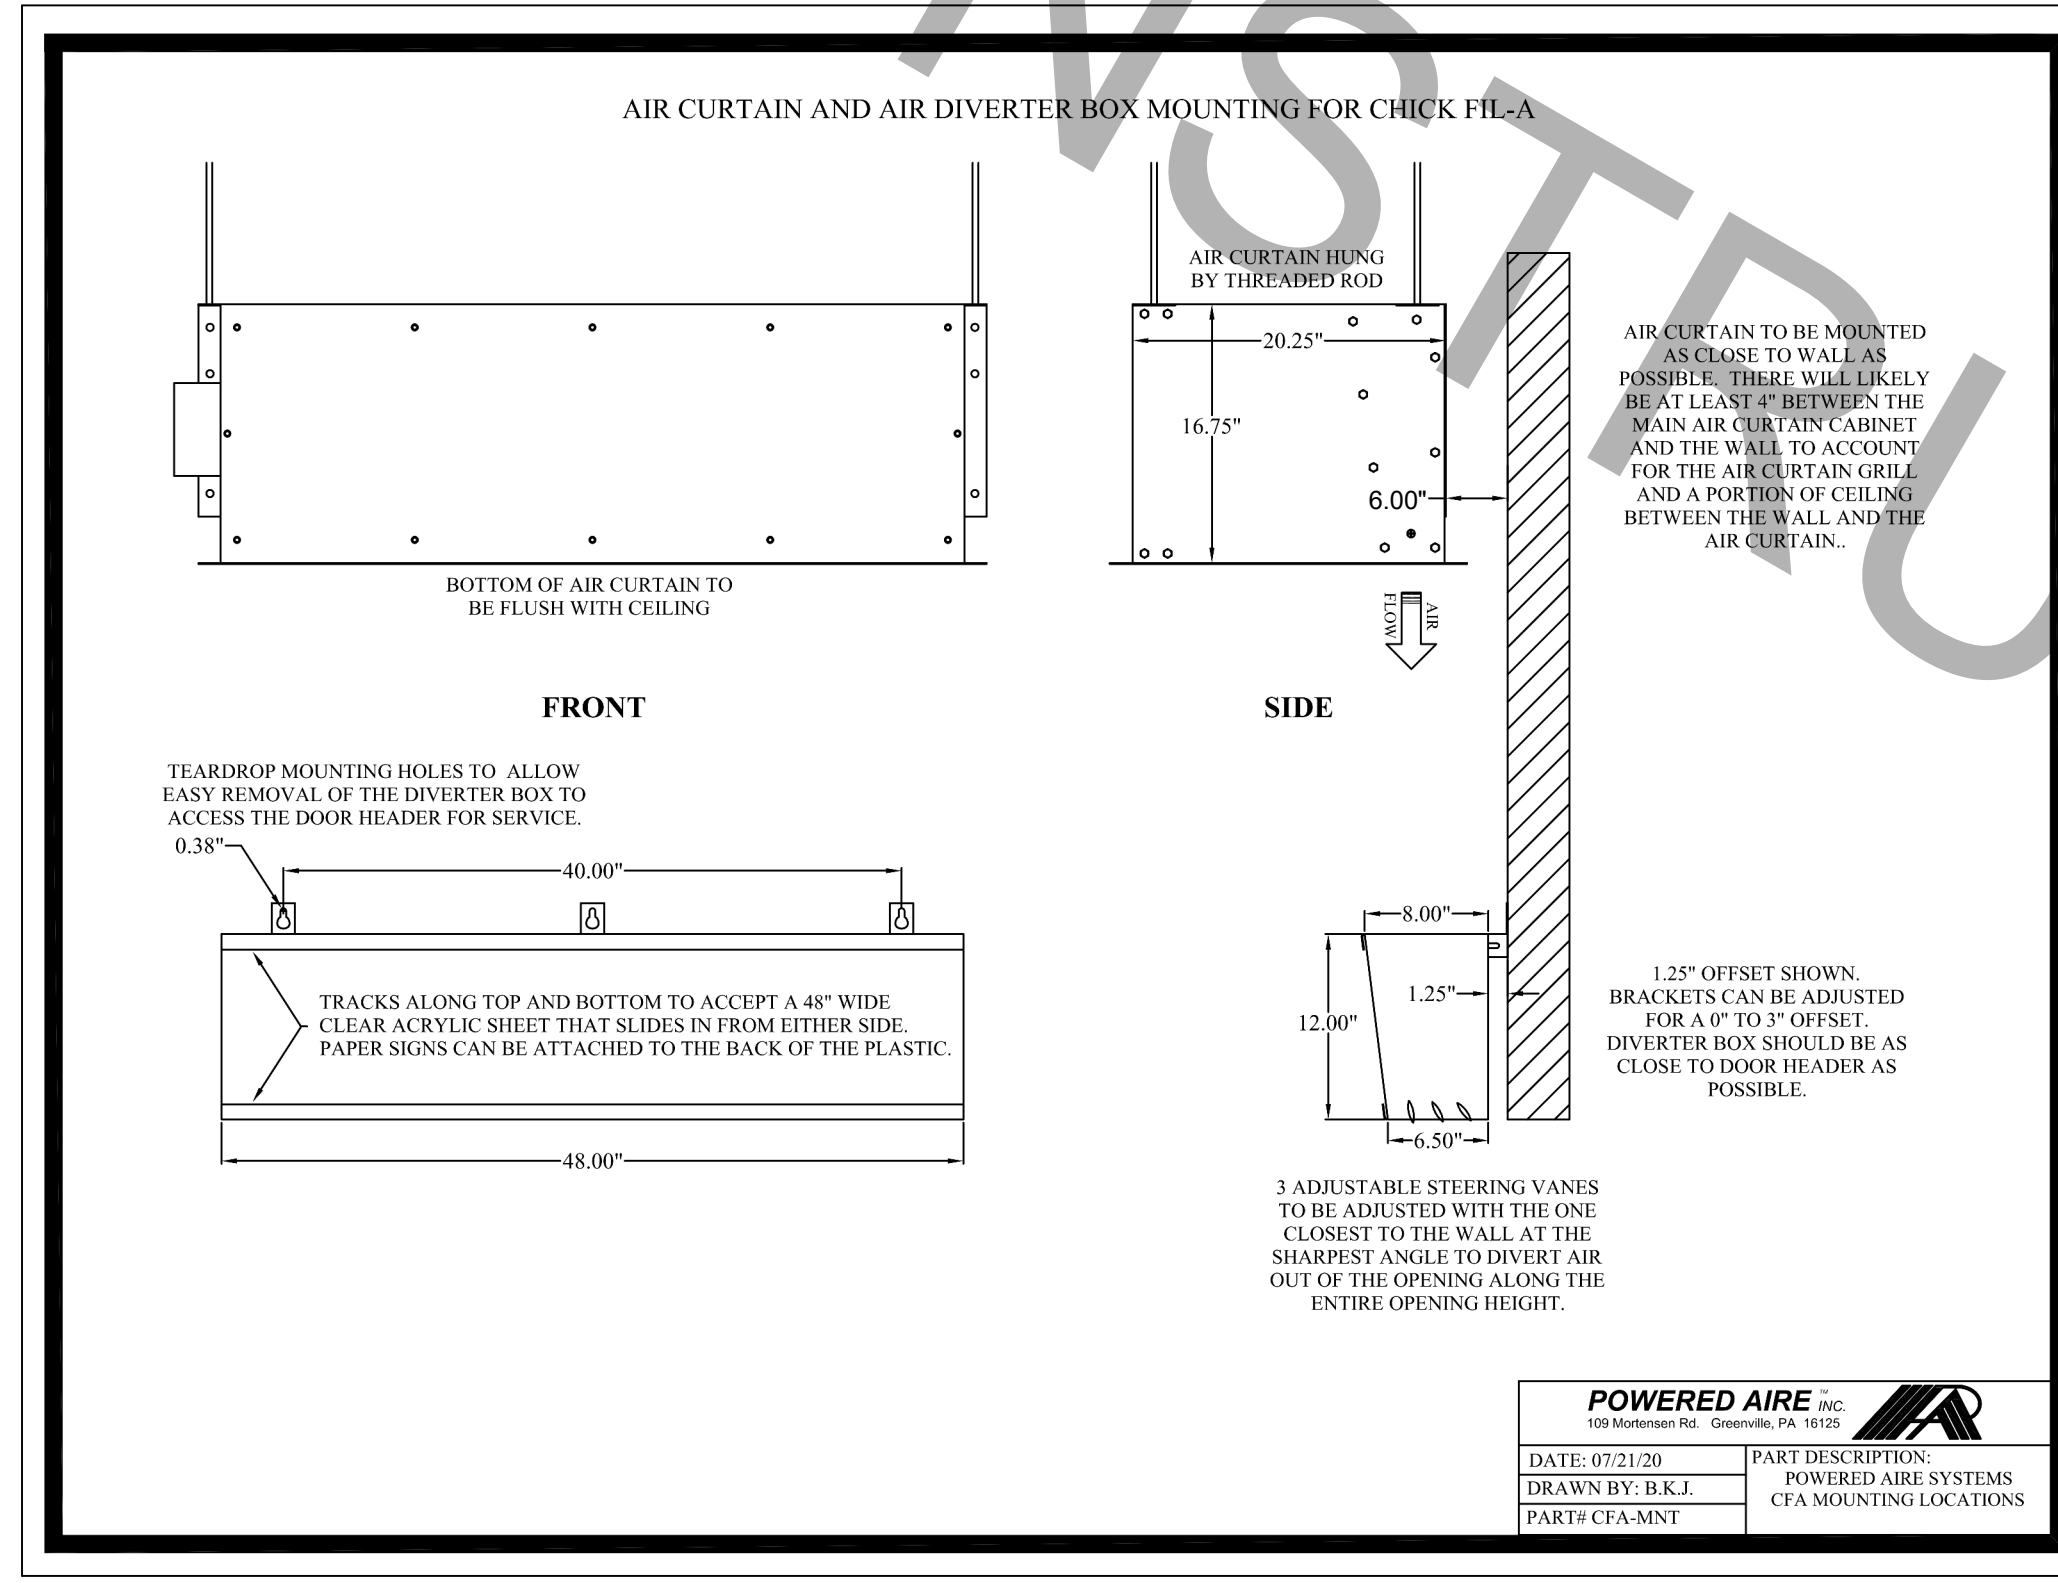 AIR CURTAIN AND AIR DIVERTER BOX MOUNTING FOR CHICK FIL-A
AIR CURTAIN HUNG
BY THREADED ROD
20.25"
16.75"
6.00"
AIR CURTAIN TO BE MOUNTED
AS CLOSE TO WALL AS
POSSIBLE. THERE WILL LIKELY
BE AT LEAST 4" BETWEEN THE
MAIN AIR CURTAIN CABINET
AND THE WALL TO ACCOUNT
FOR THE AIR CURTAIN GRILL
AND A PORTION OF CEILING
BETWEEN THE WALL AND THE
AIR CURTAIN..
BOTTOM OF AIR CURTAIN TO
BE FLUSH WITH CEILING
AIR
FLOW
FRONT
SIDE
TEARDROP MOUNTING HOLES TO ALLOW
EASY REMOVAL OF THE DIVERTER BOX TO
ACCESS THE DOOR HEADER FOR SERVICE.
0.38"
40.00"
TRACKS ALONG TOP AND BOTTOM TO ACCEPT A 48" WIDE
CLEAR ACRYLIC SHEET THAT SLIDES IN FROM EITHER SIDE.
PAPER SIGNS CAN BE ATTACHED TO THE BACK OF THE PLASTIC.
48.00"
8.00"
1.25"
12.00"
6.50"
1.25" OFFSET SHOWN.
BRACKETS CAN BE ADJUSTED
FOR A 0" TO 3" OFFSET.
DIVERTER BOX SHOULD BE AS
CLOSE TO DOOR HEADER AS
POSSIBLE.
3 ADJUSTABLE STEERING VANES
TO BE ADJUSTED WITH THE ONE
CLOSEST TO THE WALL AT THE
SHARPEST ANGLE TO DIVERT AIR
OUT OF THE OPENING ALONG THE
ENTIRE OPENING HEIGHT.
POWERED AIRE ™ INC.
109 Mortensen Rd. Greenville, PA 16125
DATE: 07/21/20
DRAWN BY: B.K.J.
PART# CFA-MNT
PART DESCRIPTION:
POWERED AIRE SYSTEMS
CFA MOUNTING LOCATIONS
NSTRU